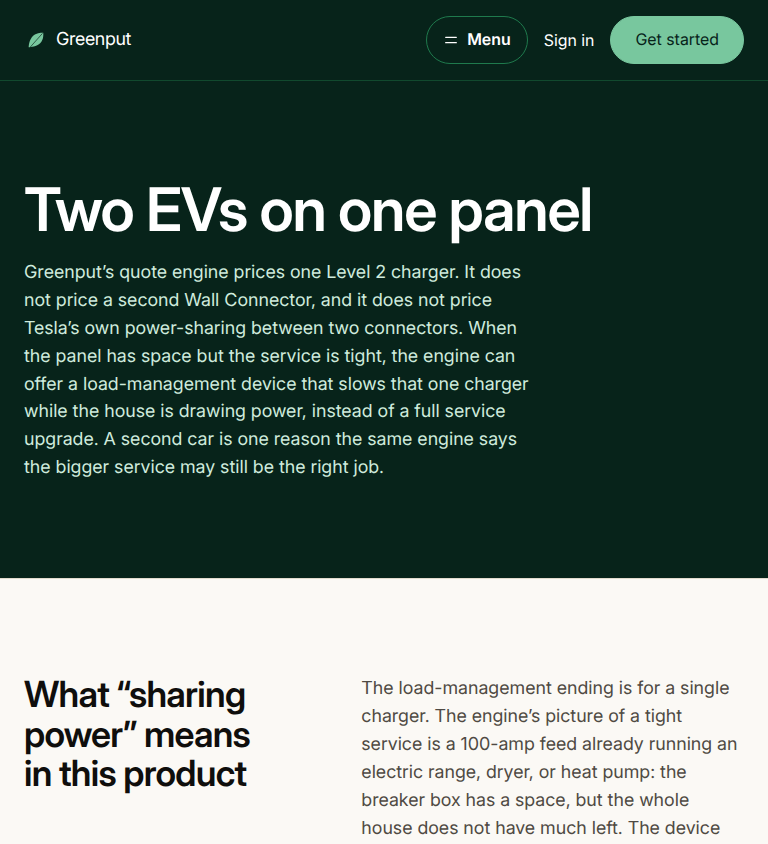 Greenput
Menu
Sign in
Get started
Two EVs on one panel
Greenput’s quote engine prices one Level 2 charger. It does
not price a second Wall Connector, and it does not price
Tesla’s own power-sharing between two connectors. When
the panel has space but the service is tight, the engine can
offer a load-management device that slows that one charger
while the house is drawing power, instead of a full service
upgrade. A second car is one reason the same engine says
the bigger service may still be the right job.
What “sharing
power” means
in this product
The load-management ending is for a single
charger. The engine’s picture of a tight
service is a 100-amp feed already running an
electric range, dryer, or heat pump: the
breaker box has a space, but the whole
house does not have much left. The device